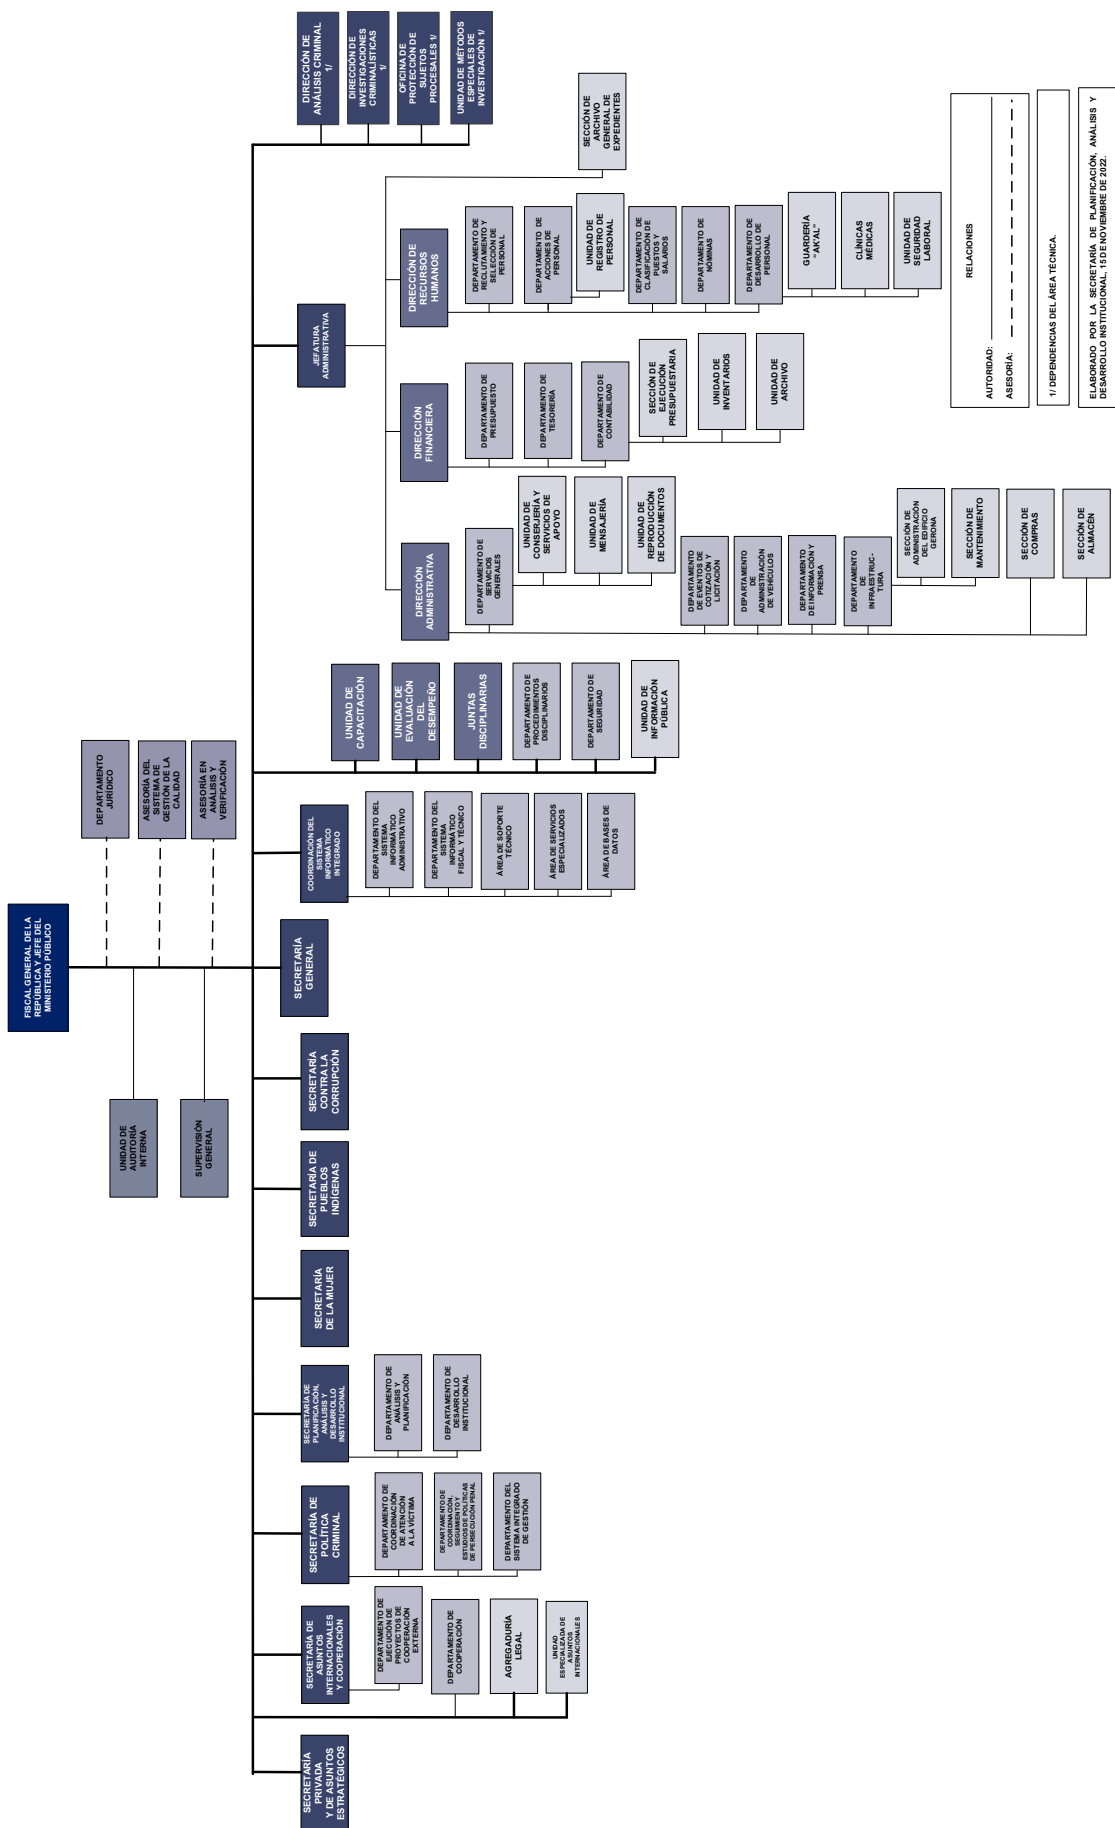 FISCAL GENERAL DE LA
REPÚBLICA Y JEFE DEL
MINISTERIO PÚBLICO
DEPARTAMENTO
JURÍDICO
ASESORÍA DEL
SISTEMA DE
GESTIÓN DE LA
CALIDAD
ASESORÍA EN
ANÁLISIS Y
VERIFICACIÓN
UNIDAD DE
AUDITORÍA
INTERNA
SUPERVISIÓN
GENERAL
SECRETARÍA
PRIVADA
Y DE ASUNTOS
ESTRATÉGICOS
SECRETARÍA DE
ASUNTOS
INTERNACIONALES
Y COOPERACIÓN
DEPARTAMENTO DE
EJECUCIÓN DE
PROYECTOS DE
COOPERACIÓN
EXTERNA
DEPARTAMENTO DE
COOPERACIÓN
AGREGADURÍA
LEGAL
UNIDAD
ESPECIALIZADA DE
ASUNTOS
INTERNACIONALES
SECRETARÍA DE
POLÍTICA
CRIMINAL
DEPARTAMENTO DE
COORDINACIÓN
DE ATENCIÓN
A LA VÍCTIMA
DEPARTAMENTO DE
COORDINACIÓN,
SEGUIMIENTO Y
ESTUDIOS DE POLÍTICAS
DE PERSECUCIÓN PENAL
DEPARTAMENTO DEL
SISTEMA INTEGRADO
DE GESTIÓN
SECRETARÍA DE
PLANIFICACIÓN,
ANÁLISIS Y
DESARROLLO
INSTITUCIONAL
DEPARTAMENTO DE
ANÁLISIS Y
PLANIFICACIÓN
DEPARTAMENTO DE
DESARROLLO
INSTITUCIONAL
SECRETARÍA
DE LA MUJER
SECRETARÍA DE
PUEBLOS
INDÍGENAS
SECRETARÍA
CONTRA LA
CORRUPCIÓN
SECRETARÍA
GENERAL
COORDINACIÓN DEL
SISTEMA
INFORMÁTICO
INTEGRADO
DEPARTAMENTO DEL
SISTEMA
INFORMÁTICO
ADMINISTRATIVO
DEPARTAMENTO DEL
SISTEMA
INFORMÁTICO
FISCAL Y TÉCNICO
ÁREA DE SOPORTE
TÉCNICO
ÁREA DE SERVICIOS
ESPECIALIZADOS
ÁREA DE BASES DE
DATOS
UNIDAD DE
CAPACITACIÓN
UNIDAD DE
EVALUACIÓN
DEL
DESEMPEÑO
JUNTAS
DISCIPLINARIAS
DEPARTAMENTO DE
PROCEDIMIENTOS
DISCIPLINARIOS
DEPARTAMENTO DE
SEGURIDAD
UNIDAD DE
INFORMACIÓN
PÚBLICA
JEFATURA
ADMINISTRATIVA
DIRECCIÓN
ADMINISTRATIVA
DEPARTAMENTO DE
SERVICIOS
GENERALES
UNIDAD DE
CONSERJERÍA Y
SERVICIOS DE
APOYO
UNIDAD DE
MENSAJERÍA
UNIDAD DE
REPRODUCCIÓN
DE DOCUMENTOS
DEPARTAMENTO
DE EVENTOS DE
COTIZACIÓN Y
LICITACIÓN
DEPARTAMENTO
DE
ADMINISTRACIÓN
DE VEHÍCULOS
DEPARTAMENTO
DE INFORMACIÓN Y
PRENSA
DEPARTAMENTO
DE
INFRAESTRUC-
TURA
SECCIÓN DE
ADMINISTRACIÓN
DEL EDIFICIO
GERONA
SECCIÓN DE
MANTENIMIENTO
SECCIÓN DE
COMPRAS
SECCIÓN DE
ALMACÉN
DIRECCIÓN
FINANCIERA
DEPARTAMENTO DE
PRESUPUESTO
DEPARTAMENTO DE
TESORERÍA
DEPARTAMENTO DE
CONTABILIDAD
SECCIÓN DE
EJECUCIÓN
PRESUPUESTARIA
UNIDAD DE
INVENTARIOS
UNIDAD DE
ARCHIVO
DIRECCIÓN DE
RECURSOS
HUMANOS
DEPARTAMENTO DE
RECLUTAMIENTO Y
SELECCIÓN DE
PERSONAL
DEPARTAMENTO DE
ACCIONES DE
PERSONAL
UNIDAD DE
REGISTRO DE
PERSONAL
DEPARTAMENTO DE
CLASIFICACIÓN DE
PUESTOS Y
SALARIOS
DEPARTAMENTO DE
NÓMINAS
DEPARTAMENTO DE
DESARROLLO DE
PERSONAL
GUARDERÍA
"AK'AL"
CLÍNICAS
MÉDICAS
UNIDAD DE
SEGURIDAD
LABORAL
SECCIÓN DE
ARCHIVO
GENERAL DE
EXPEDIENTES
DIRECCIÓN DE
ANÁLISIS CRIMINAL
1/
DIRECCIÓN DE
INVESTIGACIONES
CRIMINALÍSTICAS
1/
OFICINA DE
PROTECCIÓN DE
SUJETOS
PROCESALES 1/
UNIDAD DE MÉTODOS
ESPECIALES DE
INVESTIGACIÓN 1/
RELACIONES
AUTORIDAD:
ASESORÍA:
1/ DEPENDENCIAS DEL ÁREA TÉCNICA.
ELABORADO POR LA SECRETARÍA DE PLANIFICACIÓN, ANÁLISIS Y
DESARROLLO INSTITUCIONAL, 15 DE NOVIEMBRE DE 2022.